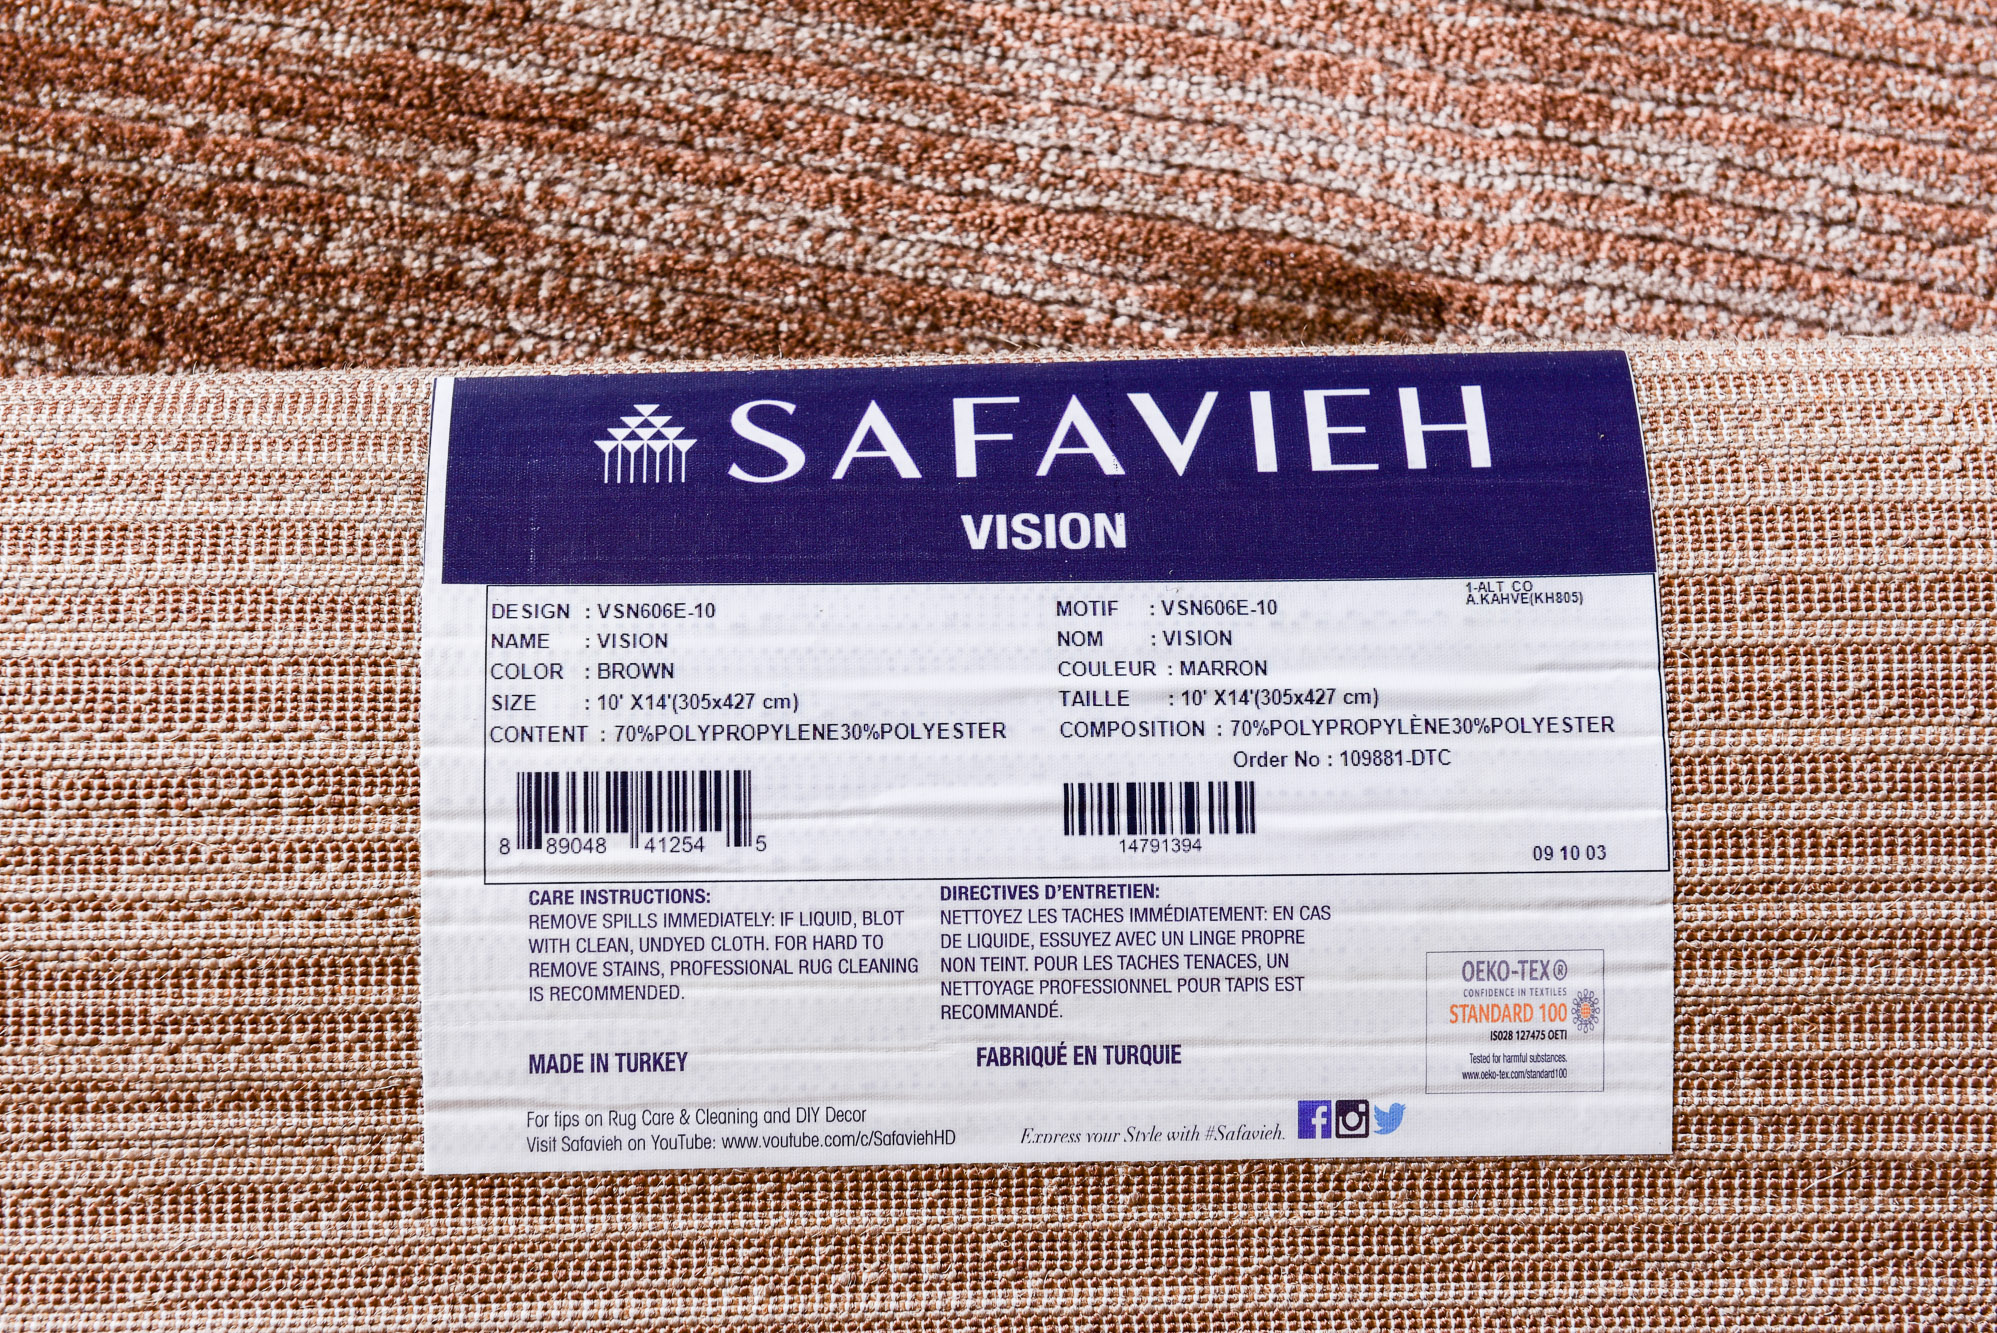 SAFAVIEH
VISION
1-ALT CO
A.KAHVE(KH805)
DESIGN : VSN606E-10
NAME : VISION
COLOR : BROWN
SIZE : 10' X14'(305x427 cm)
CONTENT : 70%POLYPROPYLENE30%POLYESTER
MOTIF : VSN606E-10
NOM : VISION
COULEUR : MARRON
TAILLE : 10' X14'(305x427 cm)
COMPOSITION : 70%POLYPROPYLÈNE30%POLYESTER
Order No : 109881-DTC
8 89048 41254 5
14791394
09 10 03
CARE INSTRUCTIONS:
REMOVE SPILLS IMMEDIATELY: IF LIQUID, BLOT
WITH CLEAN, UNDYED CLOTH. FOR HARD TO
REMOVE STAINS, PROFESSIONAL RUG CLEANING
IS RECOMMENDED.
DIRECTIVES D'ENTRETIEN:
NETTOYEZ LES TACHES IMMÉDIATEMENT: EN CAS
DE LIQUIDE, ESSUYEZ AVEC UN LINGE PROPRE
NON TEINT. POUR LES TACHES TENACES, UN
NETTOYAGE PROFESSIONNEL POUR TAPIS EST
RECOMMANDÉ.
OEKO-TEX®
CONFIDENCE IN TEXTILES
STANDARD 100
IS028 127475 OETI
Tested for harmful substances.
www.oeko-tex.com/standard100
MADE IN TURKEY
FABRIQUÉ EN TURQUIE
For tips on Rug Care & Cleaning and DIY Decor
Visit Safavieh on YouTube: www.youtube.com/c/SafaviehHD
Express your Style with #Safavieh.